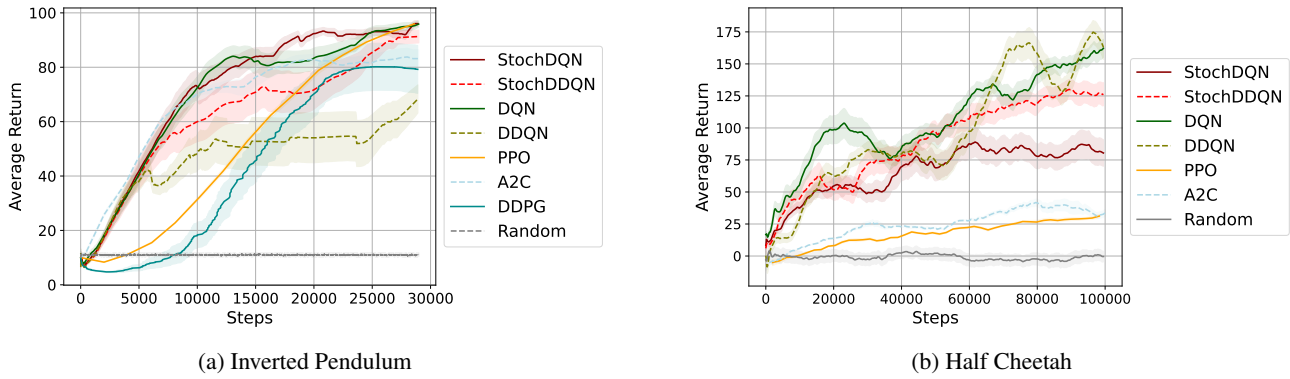 100
80
60
40
20
0
Average Return
0 5000 10000 15000 20000 25000 30000
Steps
StochDQN
StochDDQN
DQN
DDQN
PPO
A2C
DDPG
Random
(a) Inverted Pendulum
175
150
125
100
75
50
25
0
Average Return
0 20000 40000 60000 80000 100000
Steps
StochDQN
StochDDQN
DQN
DDQN
PPO
A2C
Random
(b) Half Cheetah